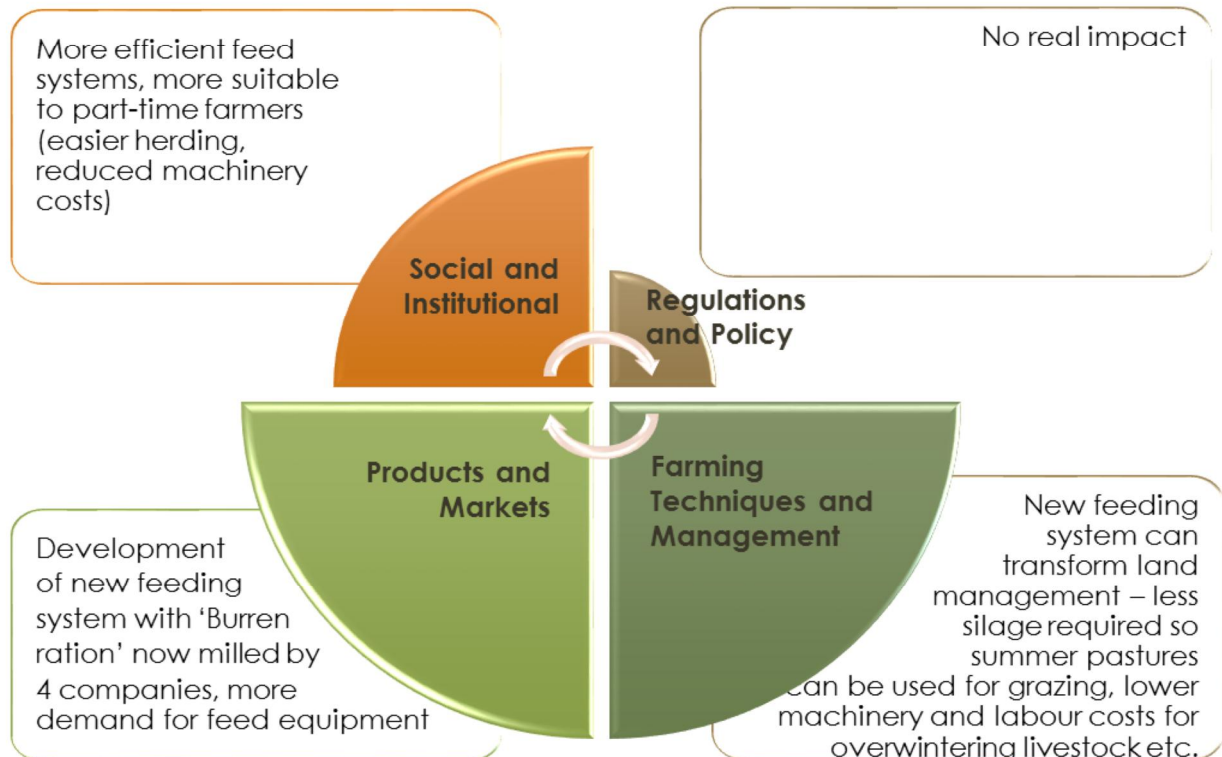 More efficient feed
systems, more suitable
to part-time farmers
(easier herding,
reduced machinery
costs)
No real impact
Social and
Institutional
Regulations
and Policy
Products and
Markets
Farming
Techniques and
Management
Development
of new feeding
system with ‘Burren
ration’ now milled by
4 companies, more
demand for feed equipment
New feeding
system can
transform land
management – less
silage required so
summer pastures
can be used for grazing, lower
machinery and labour costs for
overwintering livestock etc.